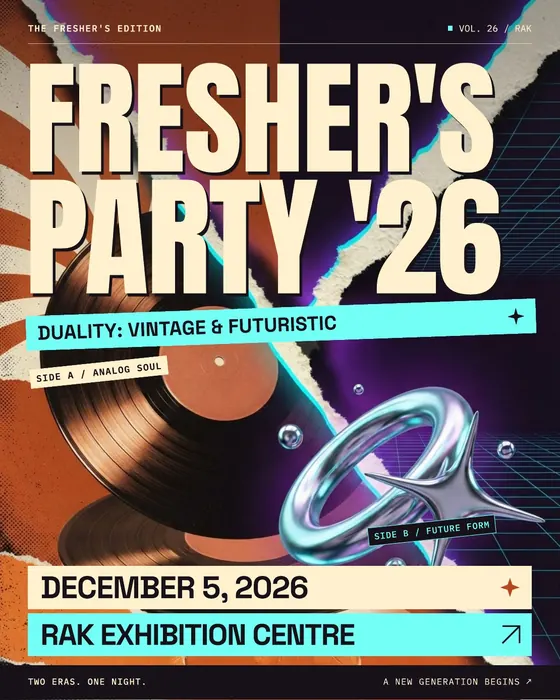 THE FRESHER'S EDITION
VOL. 26 / RAK
FRESHER'S
PARTY '26
DUALITY: VINTAGE & FUTURISTIC
SIDE A / ANALOG SOUL
SIDE B / FUTURE FORM
DECEMBER 5, 2026
RAK EXHIBITION CENTRE
TWO ERAS. ONE NIGHT.
A NEW GENERATION BEGINS ↗